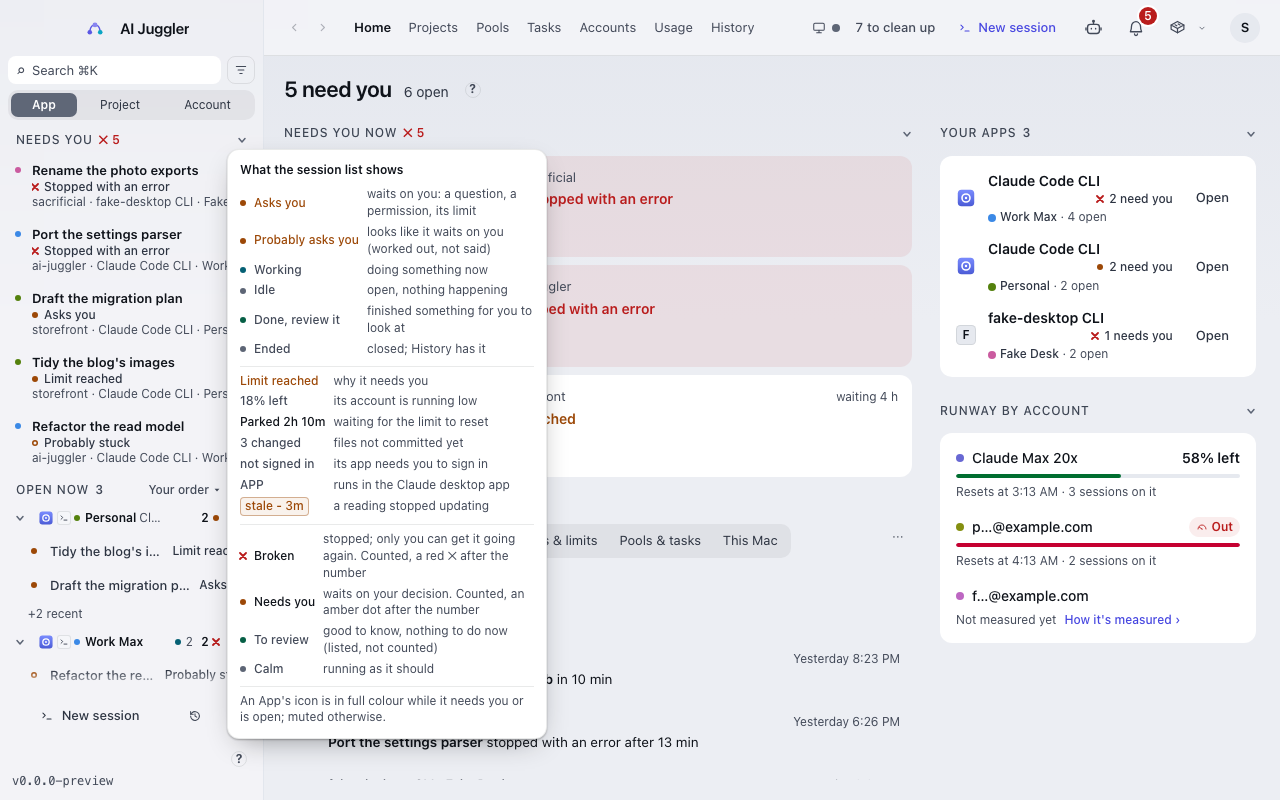 AI Juggler
Home Projects Pools Tasks Accounts Usage History
7 to clean up
New session
5
S
Search ⌘K
App Project Account
NEEDS YOU 5
Rename the photo exports
Stopped with an error
sacrificial · fake-desktop CLI · Fake
Port the settings parser
Stopped with an error
ai-juggler · Claude Code CLI · Work
Draft the migration plan
Asks you
storefront · Claude Code CLI · Pers
Tidy the blog's images
Limit reached
storefront · Claude Code CLI · Pers
Refactor the read model
Probably stuck
ai-juggler · Claude Code CLI · Work
OPEN NOW 3 Your order
Personal Cl... 2
Tidy the blog's i... Limit reac
Draft the migration p... Asks
+2 recent
Work Max 2 2
Refactor the re... Probably st
New session
?
v0.0.0-preview
5 need you 6 open ?
NEEDS YOU NOW 5
ficial
opped with an error
gler
ped with an error
ont waiting 4 h
ched
s & limits Pools & tasks This Mac
...
Yesterday 8:23 PM
in 10 min
Yesterday 6:26 PM
Port the settings parser stopped with an error after 13 min
What the session list shows
Asks you waits on you: a question, a
permission, its limit
Probably asks you looks like it waits on you
(worked out, not said)
Working doing something now
Idle open, nothing happening
Done, review it finished something for you to
look at
Ended closed; History has it
Limit reached why it needs you
18% left its account is running low
Parked 2h 10m waiting for the limit to reset
3 changed files not committed yet
not signed in its app needs you to sign in
APP runs in the Claude desktop app
stale - 3m a reading stopped updating
Broken stopped; only you can get it going
again. Counted, a red ✕ after the
number
Needs you waits on your decision. Counted, an
amber dot after the number
To review good to know, nothing to do now
(listed, not counted)
Calm running as it should
An App's icon is in full colour while it needs you or
is open; muted otherwise.
YOUR APPS 3
Claude Code CLI
2 need you Open
Work Max · 4 open
Claude Code CLI
2 need you Open
Personal · 2 open
F
fake-desktop CLI
1 needs you Open
Fake Desk · 2 open
RUNWAY BY ACCOUNT
Claude Max 20x 58% left
Resets at 3:13 AM · 3 sessions on it
p...@example.com Out
Resets at 4:13 AM · 2 sessions on it
f...@example.com
Not measured yet How it's measured ›